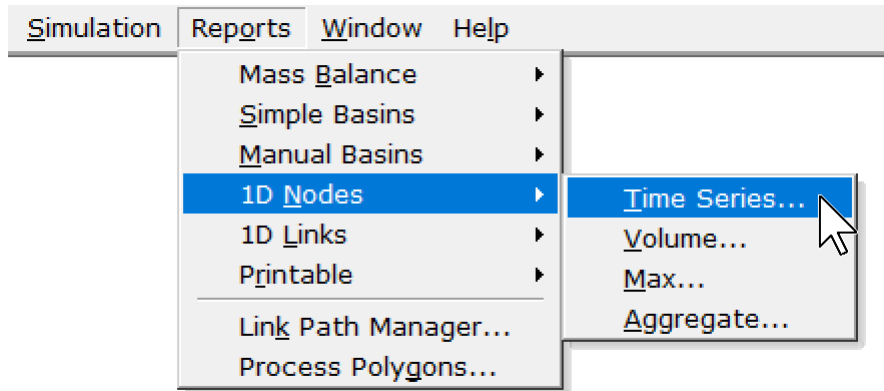 Simulation Reports Window Help
Mass Balance
Simple Basins
Manual Basins
1D Nodes
1D Links
Printable
Link Path Manager...
Process Polygons...
Time Series...
Volume...
Max...
Aggregate...